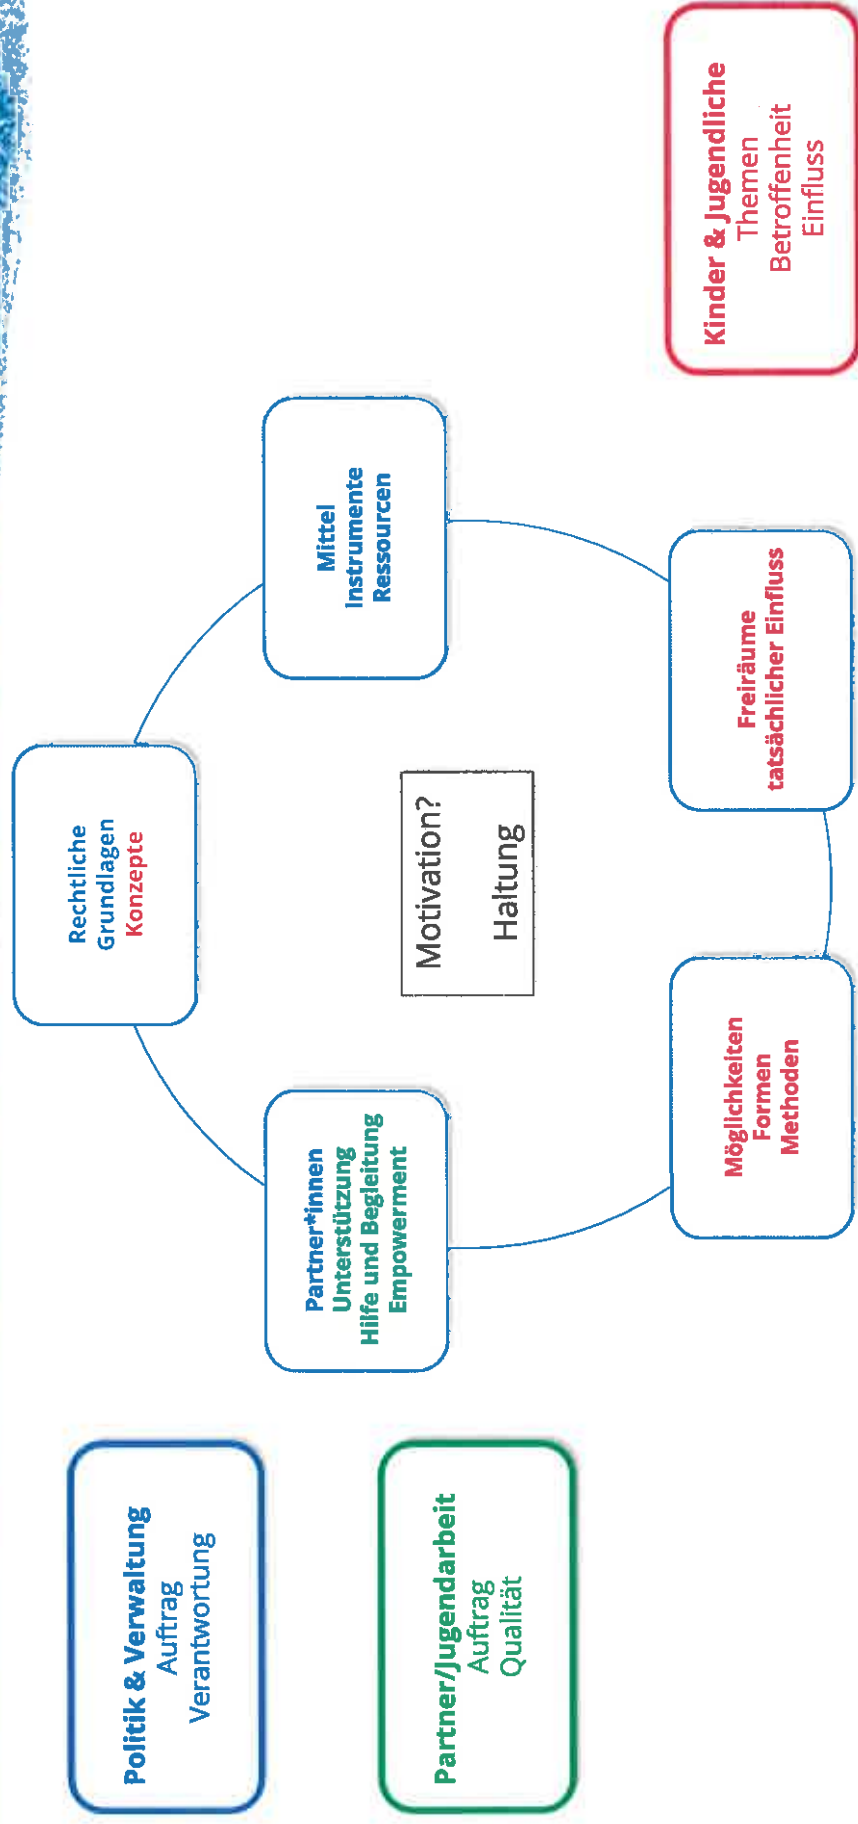 Politik & Verwaltung
Auftrag
Verantwortung
Partner/Jugendarbeit
Auftrag
Qualität
Rechtliche
Grundlagen
Konzepte
Partner*innen
Unterstützung
Hilfe und Begleitung
Empowerment
Mittel
Instrumente
Ressourcen
Motivation?
Haltung
Möglichkeiten
Formen
Methoden
Freiräume
tatsächlicher Einfluss
Kinder & Jugendliche
Themen
Betroffenheit
Einfluss